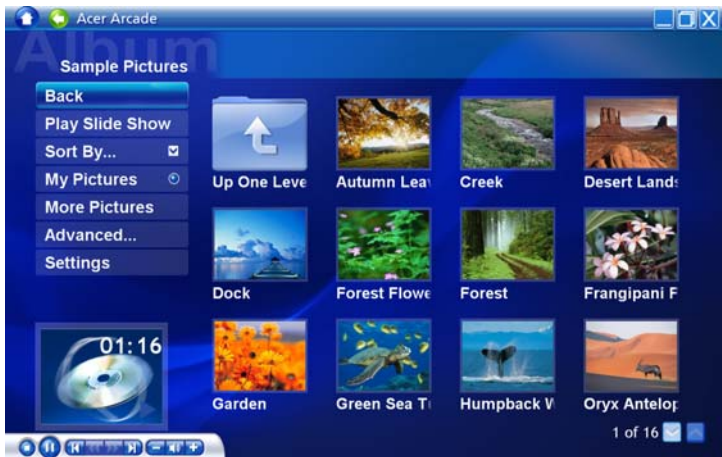 Acer Arcade
Album
Sample Pictures
Back
Play Slide Show
Sort By...
My Pictures
More Pictures
Advanced...
Settings
01:16
Up One Leve
Autumn Lea
Creek
Desert Lands
Dock
Forest Flowe
Forest
Frangipani F
Garden
Green Sea T
Humpback W
Oryx Antelop
1 of 16